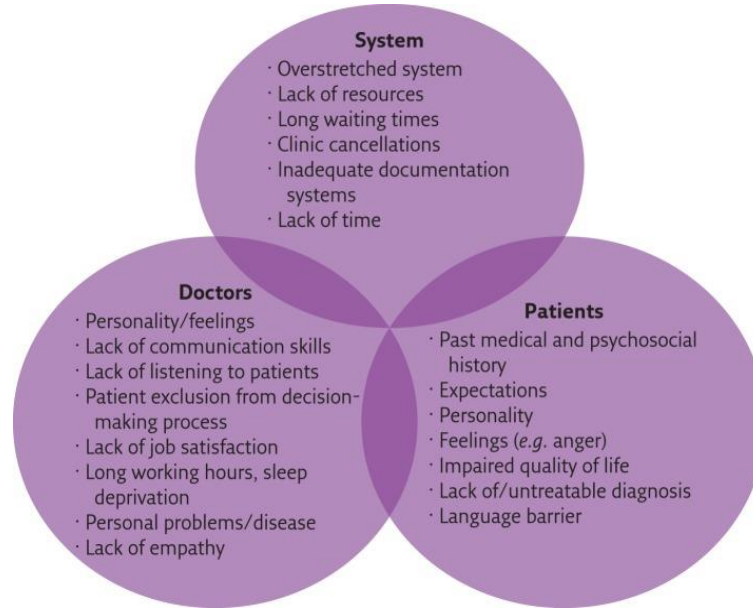 System
· Overstretched system
· Lack of resources
· Long waiting times
· Clinic cancellations
· Inadequate documentation
systems
· Lack of time
Doctors
· Personality/feelings
· Lack of communication skills
· Lack of listening to patients
· Patient exclusion from decision-
making process
· Lack of job satisfaction
· Long working hours, sleep
deprivation
· Personal problems/disease
· Lack of empathy
Patients
· Past medical and psychosocial
history
· Expectations
· Personality
· Feelings (e.g. anger)
· Impaired quality of life
· Lack of/untreatable diagnosis
· Language barrier